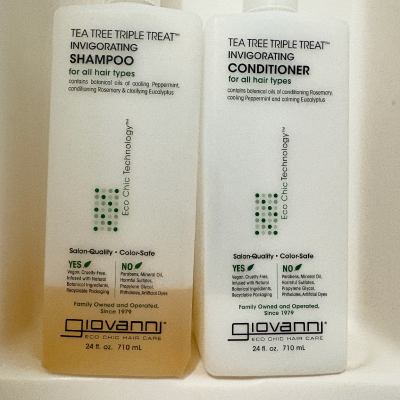 TEA TREE TRIPLE TREAT™
INVIGORATING
SHAMPOO
for all hair types
contains botanical oils of cooling Peppermint,
conditioning Rosemary & clarifying Eucalyptus
Eco Chic Technology™
Salon-Quality • Color-Safe
YES
Vegan, Cruelty Free,
Infused with Natural
Botanical Ingredients,
Recyclable Packaging
NO
Parabens, Mineral Oil,
Harmful Sulfates,
Propylene Glycol,
Phthalates, Artificial Dyes
Family Owned and Operated,
Since 1979
giovanni
ECO CHIC HAIR CARE
24 fl. oz. 710 mL
TEA TREE TRIPLE TREAT™
INVIGORATING
CONDITIONER
for all hair types
contains botanical oils of conditioning Rosemary,
cooling Peppermint and calming Eucalyptus
Eco Chic Technology™
Salon-Quality • Color-Safe
YES
Vegan, Cruelty Free,
Infused with Natural
Botanical Ingredients,
Recyclable Packaging
NO
Parabens, Mineral Oil,
Harmful Sulfates,
Propylene Glycol,
Phthalates, Artificial Dyes
Family Owned and Operated,
Since 1979
giovanni
ECO CHIC HAIR CARE
24 fl. oz. 710 mL